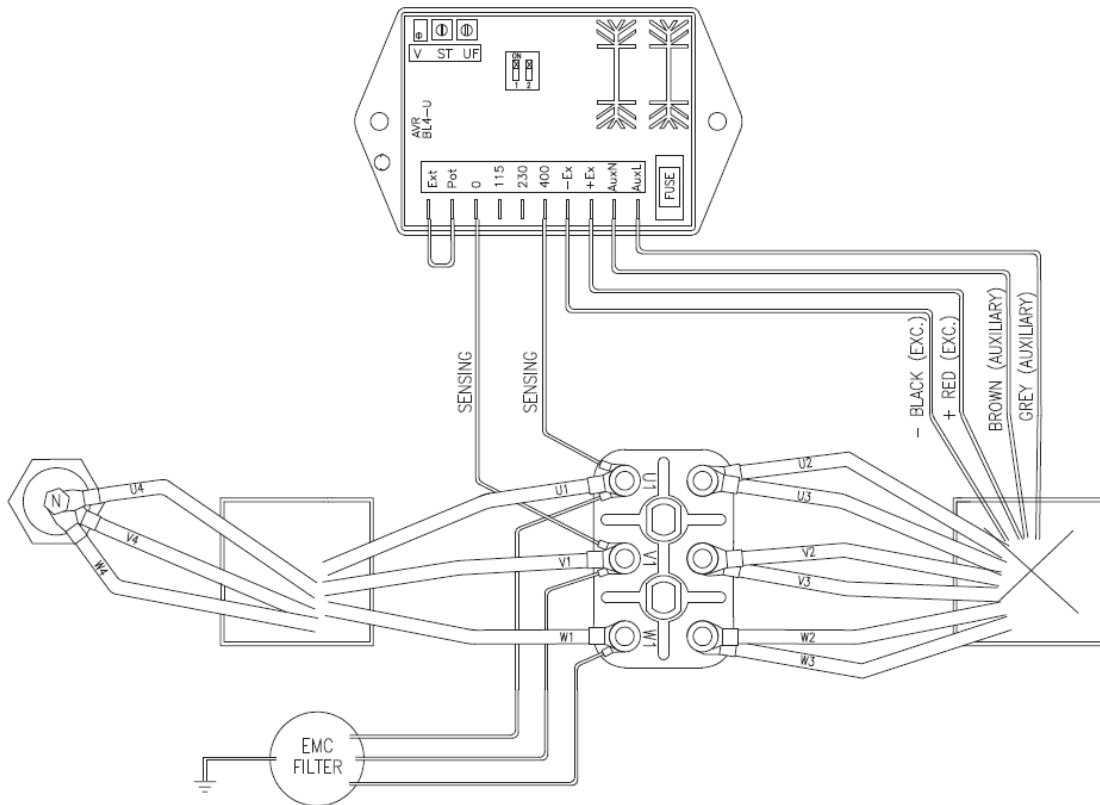 V ST UF
ON
1 2
AVR
BL4-U
Ext
Pot
0
115
230
400
-Ex
+Ex
AuxN
AuxL
FUSE
SENSING
SENSING
- BLACK (EXC.)
+ RED (EXC.)
BROWN (AUXILIARY)
GREY (AUXILIARY)
N
U4
V4
W4
U1
V1
W1
U1
V1
W1
U2
U3
V2
V3
W2
W3
EMC
FILTER